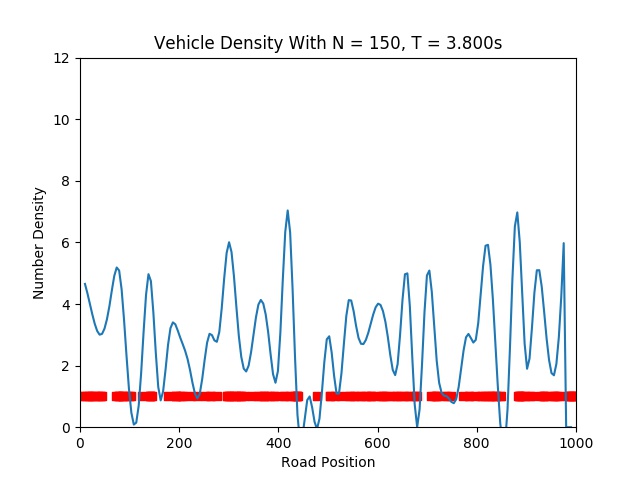 Vehicle Density With N = 150, T = 3.800s
12
10
8
6
4
2
0
Number Density
0 200 400 600 800 1000
Road Position